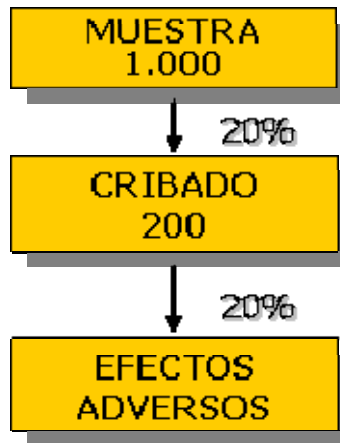 MUESTRA
1.000
20%
CRIBADO
200
20%
EFECTOS
ADVERSOS